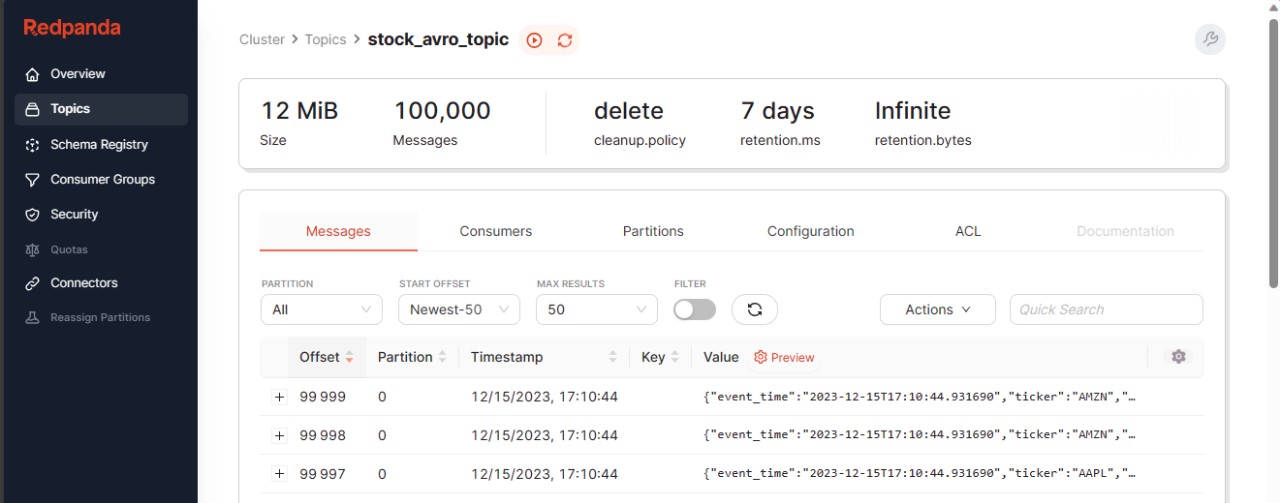 Redpanda
Overview
Topics
Schema Registry
Consumer Groups
Security
Quotas
Connectors
Reassign Partitions
Cluster > Topics > stock_avro_topic
12 MiB 100,000 delete 7 days Infinite
Size Messages cleanup.policy retention.ms retention.bytes
Messages Consumers Partitions Configuration ACL Documentation
PARTITION START OFFSET MAX RESULTS FILTER
All Newest-50 50 Actions Quick Search
Offset Partition Timestamp Key Value Preview
+ 99 999 0 12/15/2023, 17:10:44 {"event_time":"2023-12-15T17:10:44.931690","ticker":"AMZN","…
+ 99 998 0 12/15/2023, 17:10:44 {"event_time":"2023-12-15T17:10:44.931690","ticker":"AMZN","…
+ 99 997 0 12/15/2023, 17:10:44 {"event_time":"2023-12-15T17:10:44.931690","ticker":"AAPL","…